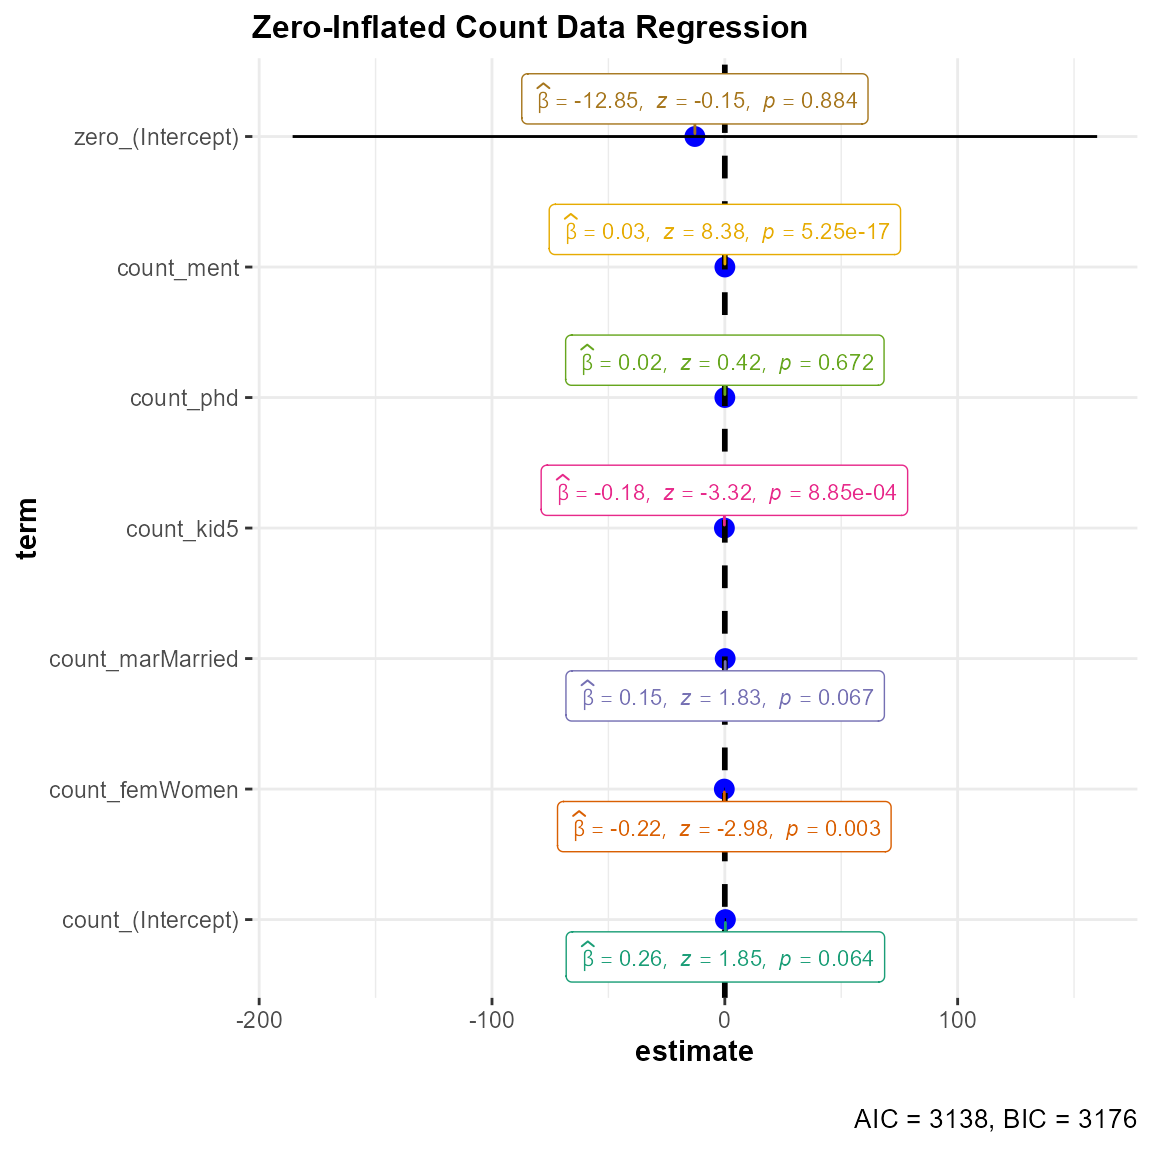 Zero-Inflated Count Data Regression
β̂ = -12.85, z = -0.15, p = 0.884
zero_(Intercept)
β̂ = 0.03, z = 8.38, p = 5.25e-17
count_ment
β̂ = 0.02, z = 0.42, p = 0.672
count_phd
β̂ = -0.18, z = -3.32, p = 8.85e-04
count_kid5
term
count_marMarried
β̂ = 0.15, z = 1.83, p = 0.067
count_femWomen
β̂ = -0.22, z = -2.98, p = 0.003
count_(Intercept)
β̂ = 0.26, z = 1.85, p = 0.064
-200 -100 0 100
estimate
AIC = 3138, BIC = 3176